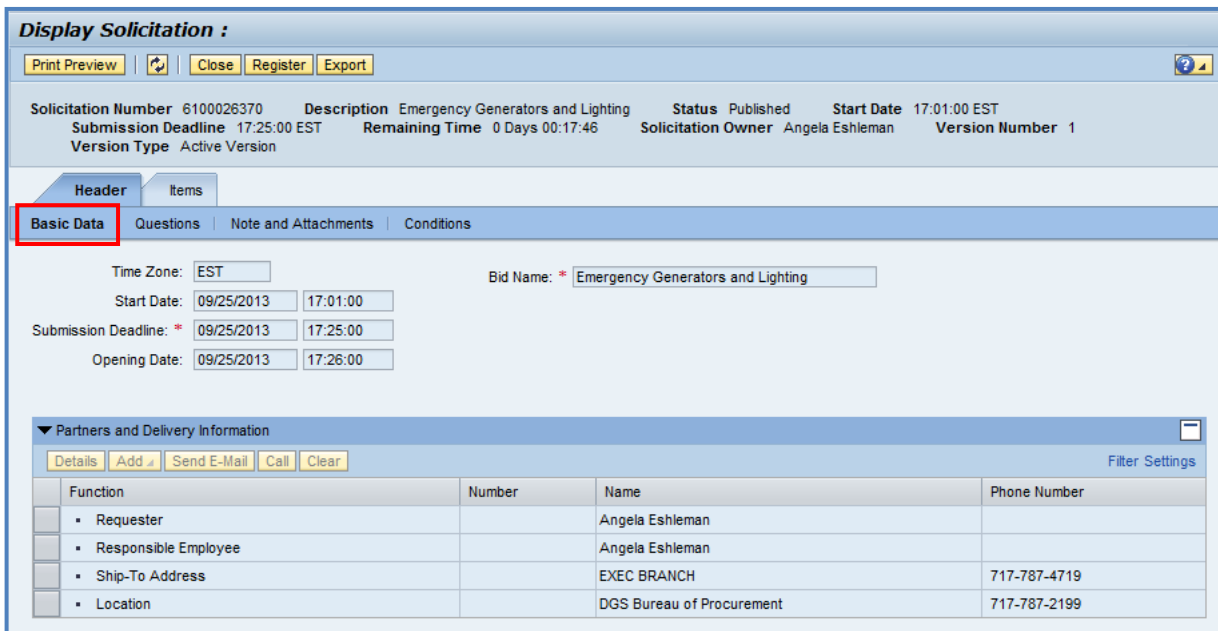 Display Solicitation :
Print Preview Close Register Export
Solicitation Number 6100026370 Description Emergency Generators and Lighting Status Published Start Date 17:01:00 EST
Submission Deadline 17:25:00 EST Remaining Time 0 Days 00:17:46 Solicitation Owner Angela Eshleman Version Number 1
Version Type Active Version
Header Items
Basic Data Questions Note and Attachments Conditions
Time Zone: EST Bid Name: * Emergency Generators and Lighting
Start Date: 09/25/2013 17:01:00
Submission Deadline: * 09/25/2013 17:25:00
Opening Date: 09/25/2013 17:26:00
Partners and Delivery Information
Details Add Send E-Mail Call Clear Filter Settings
Function Number Name Phone Number
▪ Requester Angela Eshleman
▪ Responsible Employee Angela Eshleman
▪ Ship-To Address EXEC BRANCH 717-787-4719
▪ Location DGS Bureau of Procurement 717-787-2199